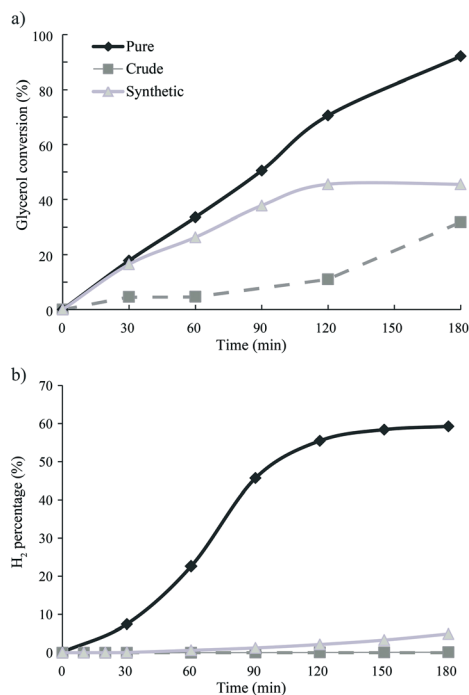 a)
Glycerol conversion (%)
100
80
60
40
20
0
Pure
Crude
Synthetic
0 30 60 90 120 150 180
Time (min)
b)
H₂ percentage (%)
70
60
50
40
30
20
10
0
0 30 60 90 120 150 180
Time (min)